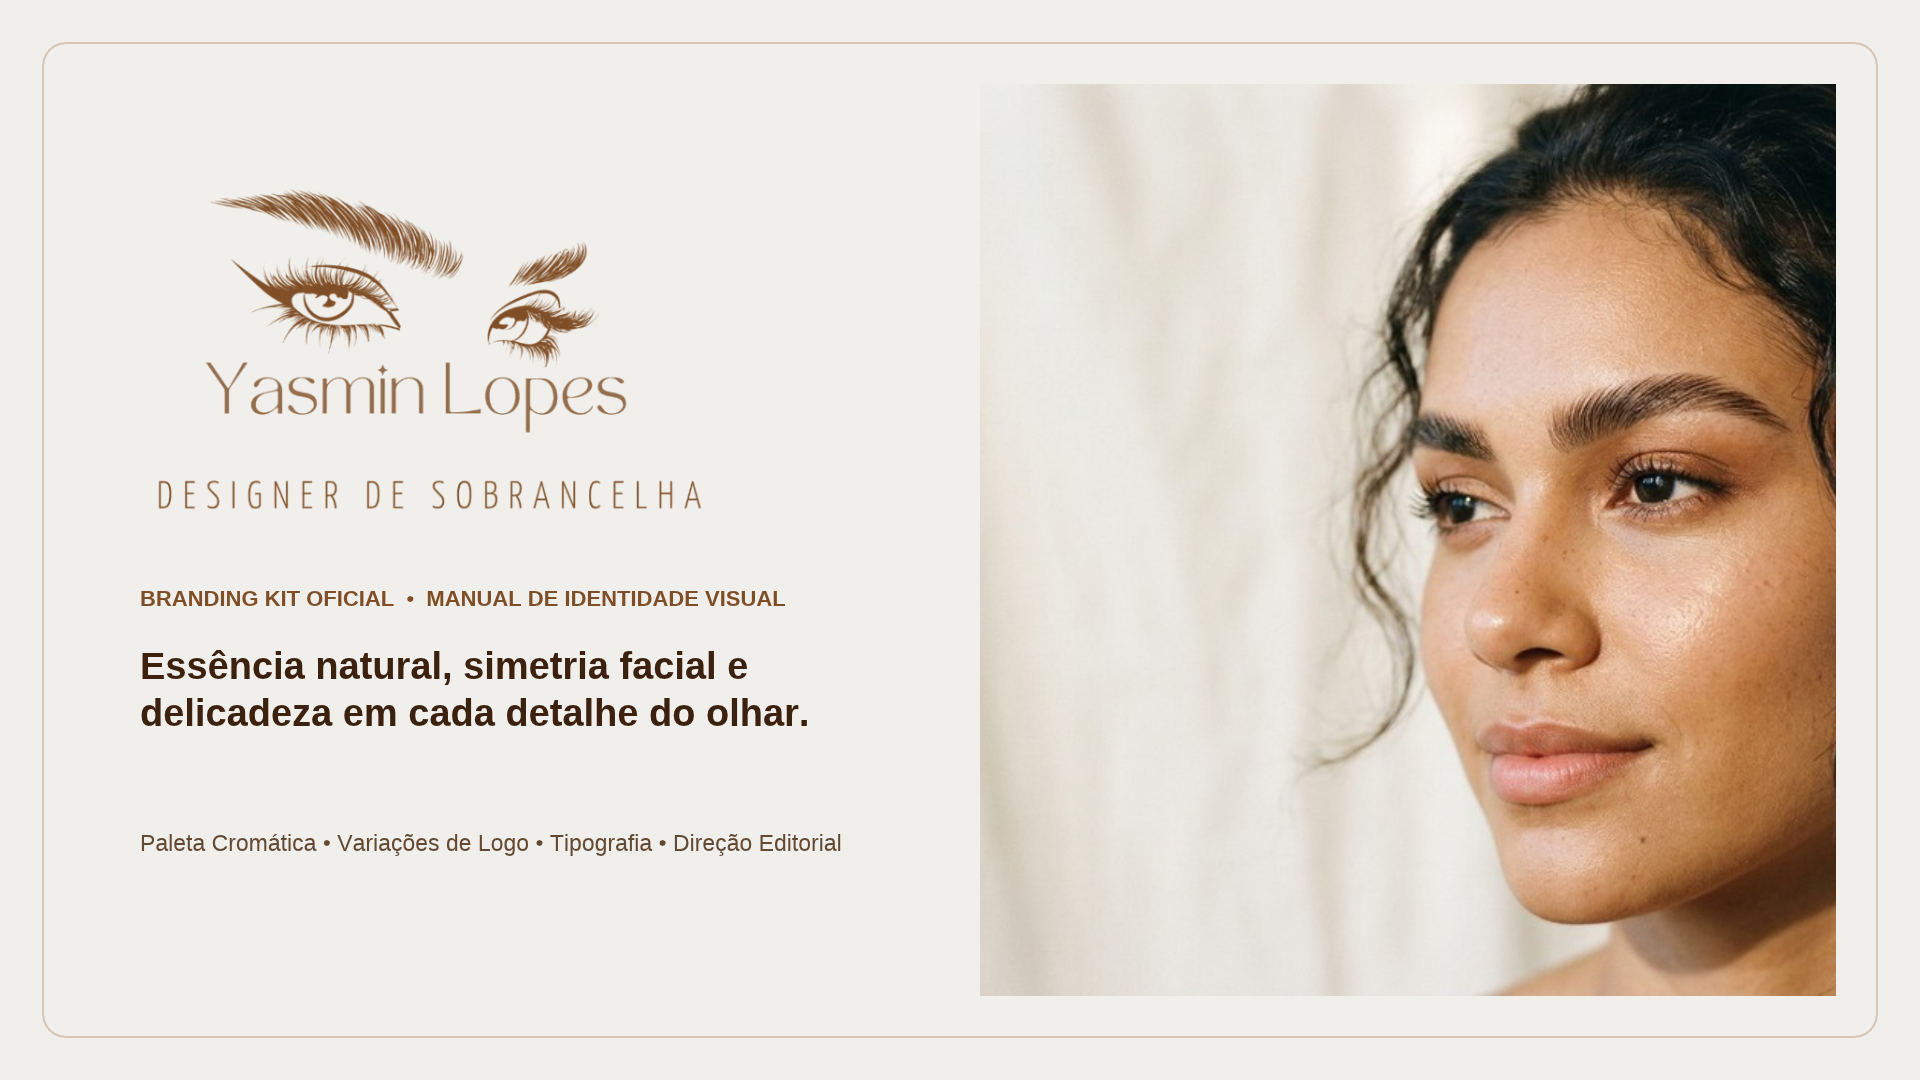 Yasmin Lopes
DESIGNER DE SOBRANCELHA
BRANDING KIT OFICIAL • MANUAL DE IDENTIDADE VISUAL
Essência natural, simetria facial e
delicadeza em cada detalhe do olhar.
Paleta Cromática • Variações de Logo • Tipografia • Direção Editorial